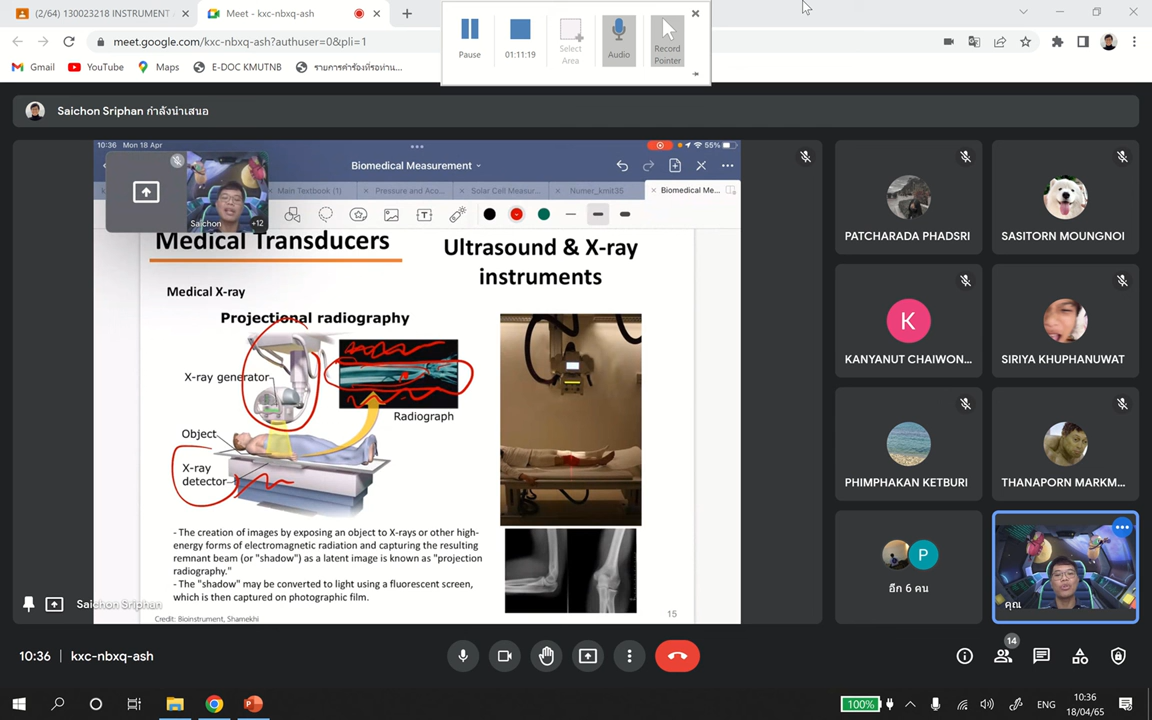 (2/64) 130023218 INSTRUMENT
Meet - kxc-nbxq-ash
meet.google.com/kxc-nbxq-ash?authuser=0&pli=1
Gmail
YouTube
Maps
E-DOC KMUTNB
Pause
01:11:19
Select
Area
Audio
Record
Pointer
Saichon Sriphan กำลังนำเสนอ
10:36 Mon 18 Apr
55%
Biomedical Measurement
Main Textbook (1)
Pressure and Aco...
Solar Cell Measur...
Numer_kmit35
Biomedical Me...
Saichon
+12
Medical Transducers
Ultrasound & X-ray
instruments
Medical X-ray
Projectional radiography
X-ray generator
Radiograph
Object
X-ray
detector
- The creation of images by exposing an object to X-rays or other high-
energy forms of electromagnetic radiation and capturing the resulting
remnant beam (or "shadow") as a latent image is known as "projection
radiography."
- The "shadow" may be converted to light using a fluorescent screen,
which is then captured on photographic film.
Credit: Bioinstrument, Shamekhi
15
Saichon Sriphan
PATCHARADA PHADSRI
SASITORN MOUNGNOI
K
KANYANUT CHAIWON...
SIRIYA KHUPHANUWAT
PHIMPHAKAN KETBURI
THANAPORN MARKM...
P
อีก 6 คน
คุณ
10:36 | kxc-nbxq-ash
14
100%
ENG
10:36
18/04/65